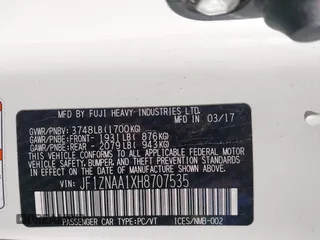 MFD BY FUJI HEAVY INDUSTRIES LTD.
IN 03/17
GVWR/PNBV: 3748LB(1700KG)
GAWR/PNBE:FRONT- 1931LB( 876KG)
GAWR/PNBE:REAR - 2079LB( 943KG)
THIS VEHICLE CONFORMS TO ALL APPLICABLE
FEDERAL MOTOR VEHICLE SAFETY,
BUMPER, AND THEFT PREVENTION
STANDARDS IN EFFECT ON THE DATE
OF MANUFACTURE SHOWN ABOVE.
VIN: JF1ZNAA1XH8707535
PASSENGER CAR TYPE:PC/VT ICES/NMB-002